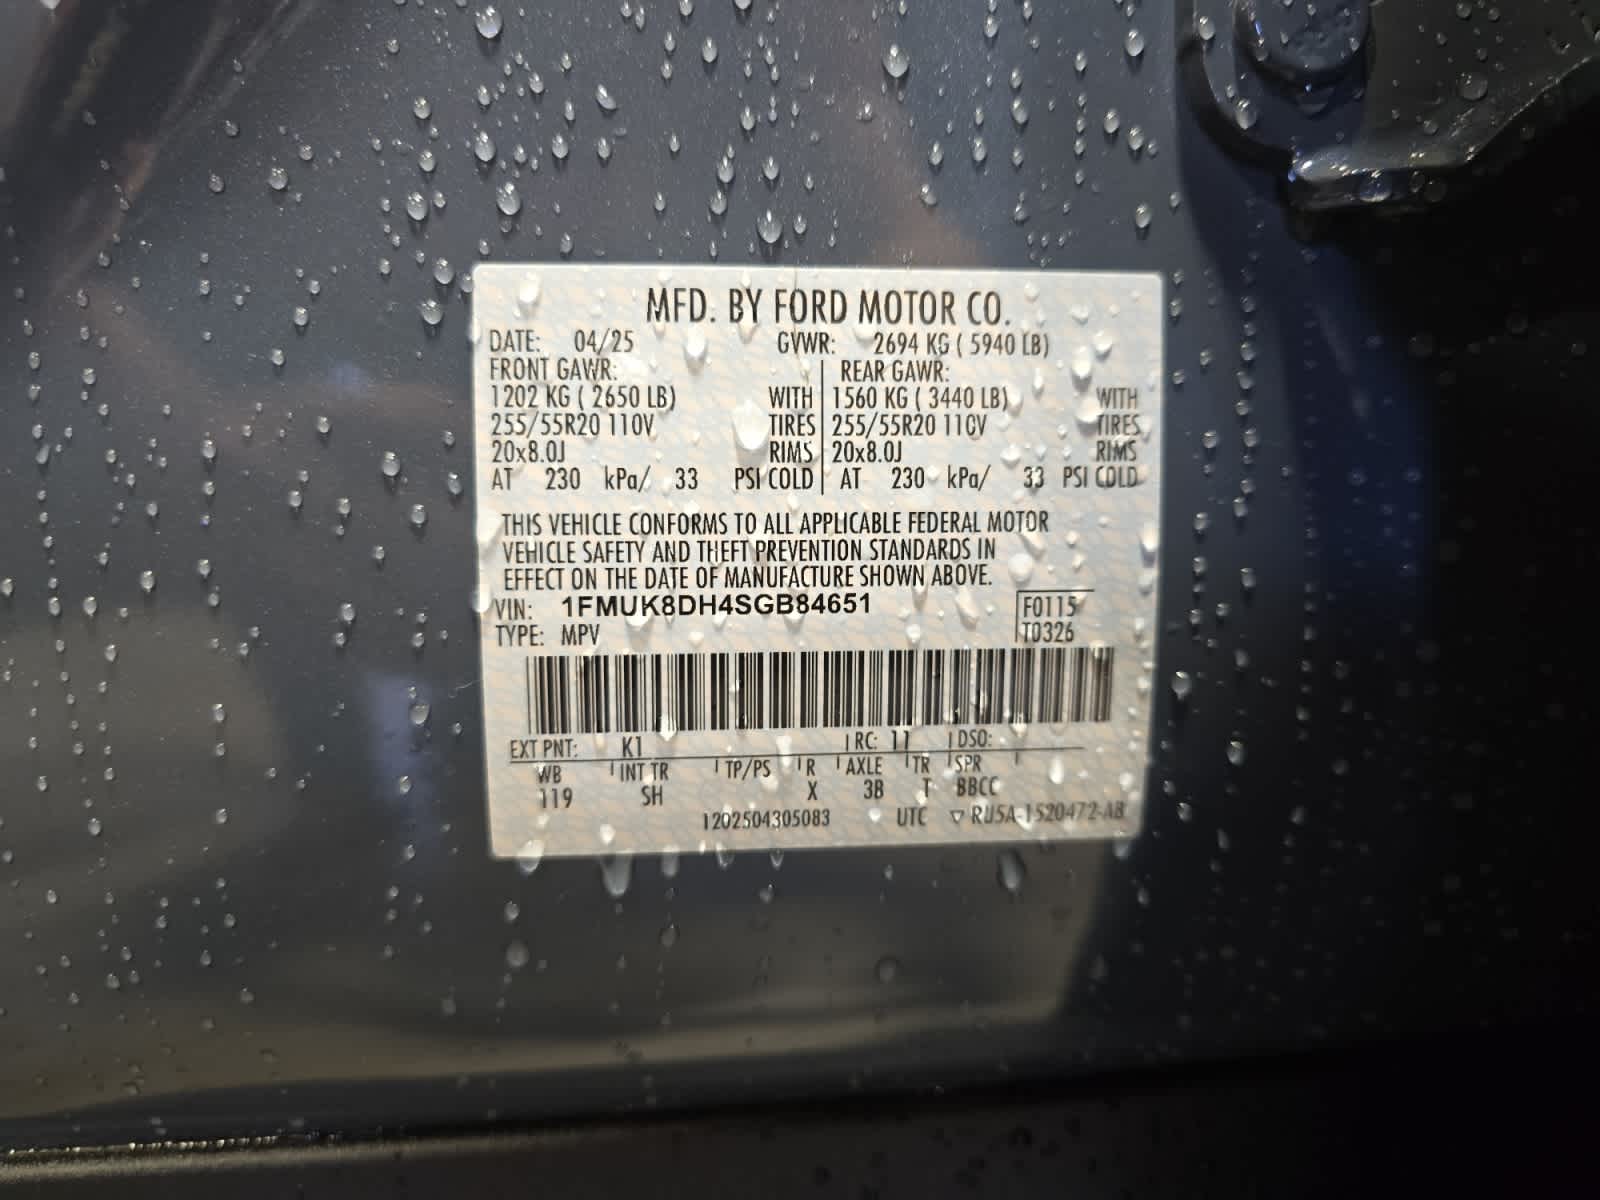 MFD. BY FORD MOTOR CO.
DATE: 04/25 GVWR: 2694 KG ( 5940 LB)
FRONT GAWR: REAR GAWR:
1202 KG ( 2650 LB) WITH 1560 KG ( 3440 LB) WITH
255/55R20 110V TIRES 255/55R20 110V TIRES
20x8.0J RIMS 20x8.0J RIMS
AT 230 kPa/ 33 PSI COLD AT 230 kPa/ 33 PSI COLD
THIS VEHICLE CONFORMS TO ALL APPLICABLE FEDERAL MOTOR
VEHICLE SAFETY AND THEFT PREVENTION STANDARDS IN
EFFECT ON THE DATE OF MANUFACTURE SHOWN ABOVE.
VIN: 1FMUK8DH4SGB84651 F0115
TYPE: MPV T0326
EXT PNT: K1 RC: 11 DSO:
WB INT TR TP/PS R AXLE TR SPR
119 SH X 3B T BBCC
1202504305083 UTC ▽ RU5A-1520472-AB